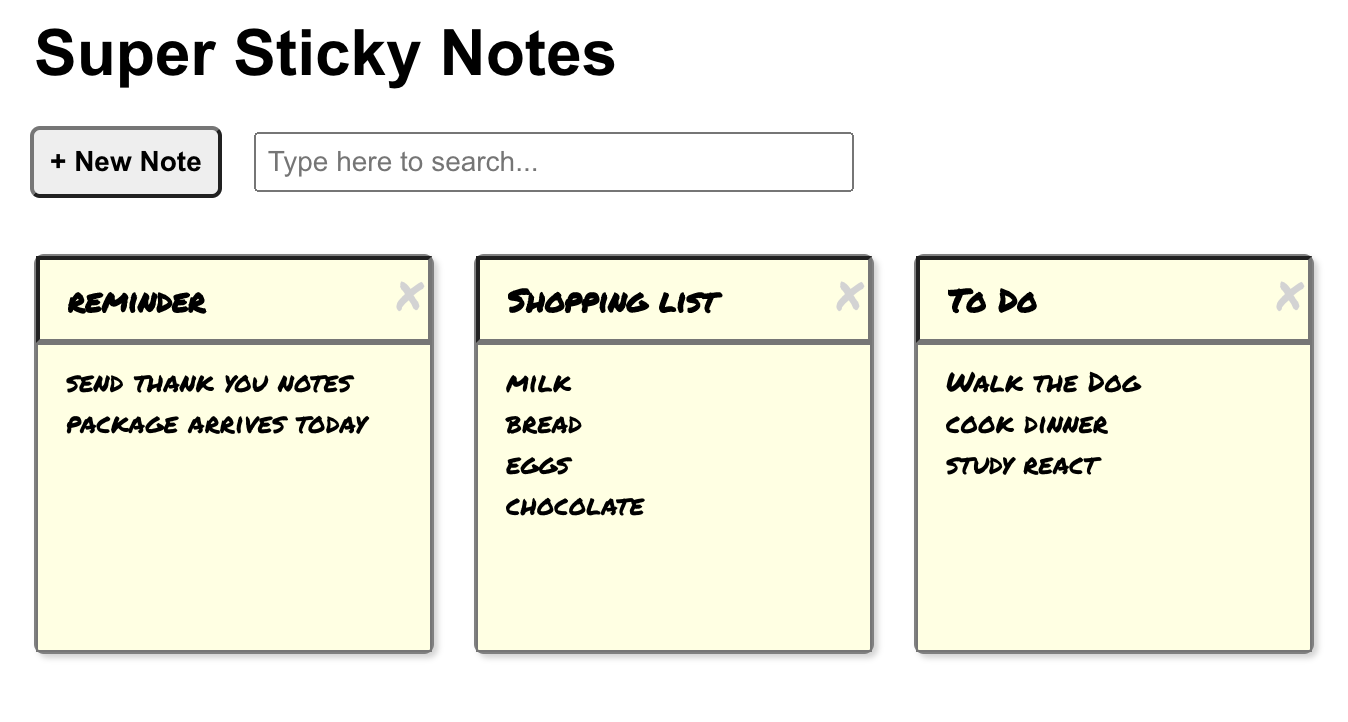 Super Sticky Notes
+ New Note
Type here to search...
reminder
Shopping list
To Do
send thank you notes
package arrives today
milk
bread
eggs
chocolate
Walk the Dog
cook dinner
study react